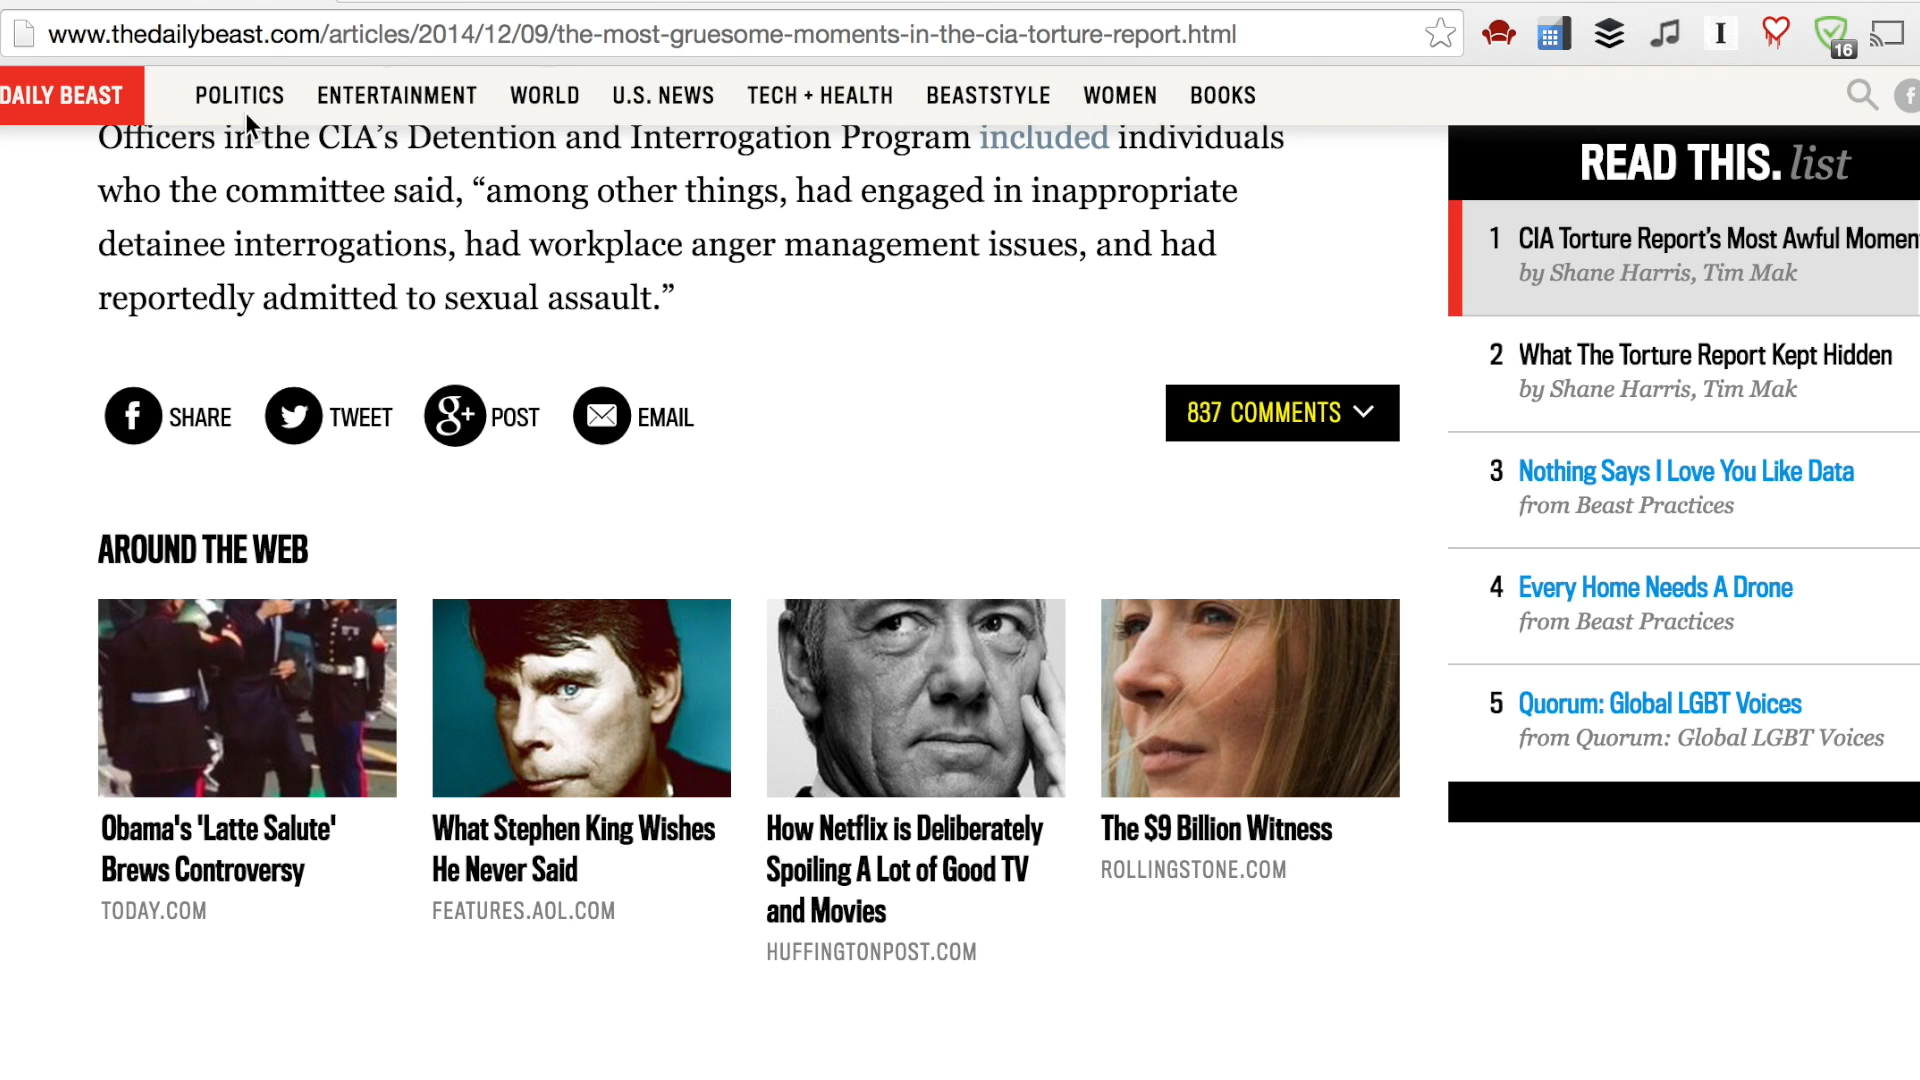 www.thedailybeast.com/articles/2014/12/09/the-most-gruesome-moments-in-the-cia-torture-report.html
I
16
DAILY BEAST
POLITICS ENTERTAINMENT WORLD U.S. NEWS TECH + HEALTH BEASTSTYLE WOMEN BOOKS
f
Officers in the CIA’s Detention and Interrogation Program included individuals
who the committee said, “among other things, had engaged in inappropriate
detainee interrogations, had workplace anger management issues, and had
reportedly admitted to sexual assault.”
f SHARE TWEET g+ POST EMAIL
837 COMMENTS
READ THIS. list
1 CIA Torture Report’s Most Awful Momen
by Shane Harris, Tim Mak
2 What The Torture Report Kept Hidden
by Shane Harris, Tim Mak
3 Nothing Says I Love You Like Data
from Beast Practices
4 Every Home Needs A Drone
from Beast Practices
5 Quorum: Global LGBT Voices
from Quorum: Global LGBT Voices
AROUND THE WEB
Obama's 'Latte Salute'
Brews Controversy
TODAY.COM
What Stephen King Wishes
He Never Said
FEATURES.AOL.COM
How Netflix is Deliberately
Spoiling A Lot of Good TV
and Movies
HUFFINGTONPOST.COM
The $9 Billion Witness
ROLLINGSTONE.COM